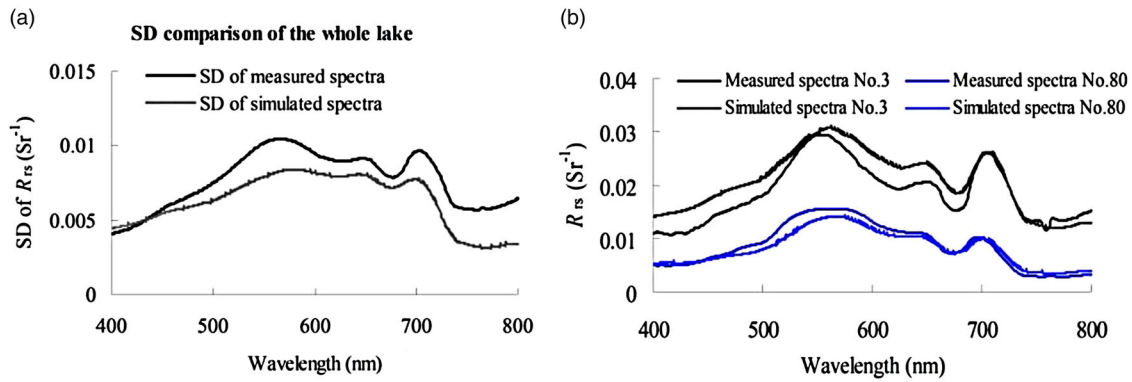 (a)
SD comparison of the whole lake
SD of measured spectra
SD of simulated spectra
0.015
0.01
0.005
0
SD of Rrs (Sr-1)
400 500 600 700 800
Wavelength (nm)
(b)
Measured spectra No.3 Measured spectra No.80
Simulated spectra No.3 Simulated spectra No.80
0.04
0.03
0.02
0.01
0.00
R rs (Sr-1)
400 500 600 700 800
Wavelength (nm)